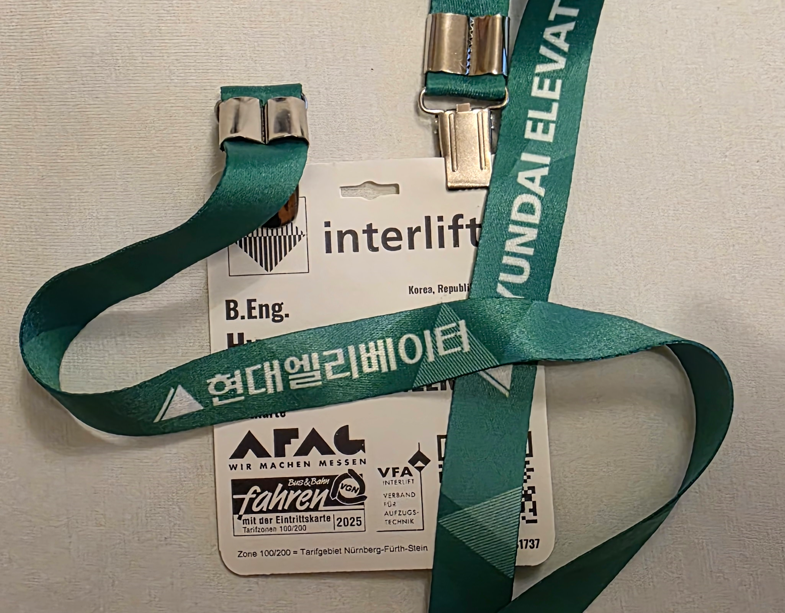 YUNDAI ELEVAT
interlift
Korea,
B.Eng.
현대엘리베이터
AFAG
WIR MACHEN MESSEN
Bus & Bahn
fahren
VGN
mit der Eintrittskarte
Tarifzonen 100/200
2025
VFA
INTERLIFT
VERBAND
FÜR
AUFZUGS-
TECHNIK
1737
Zone 100/200 = Tarifgebiet Nürnberg-Fürth-Stein